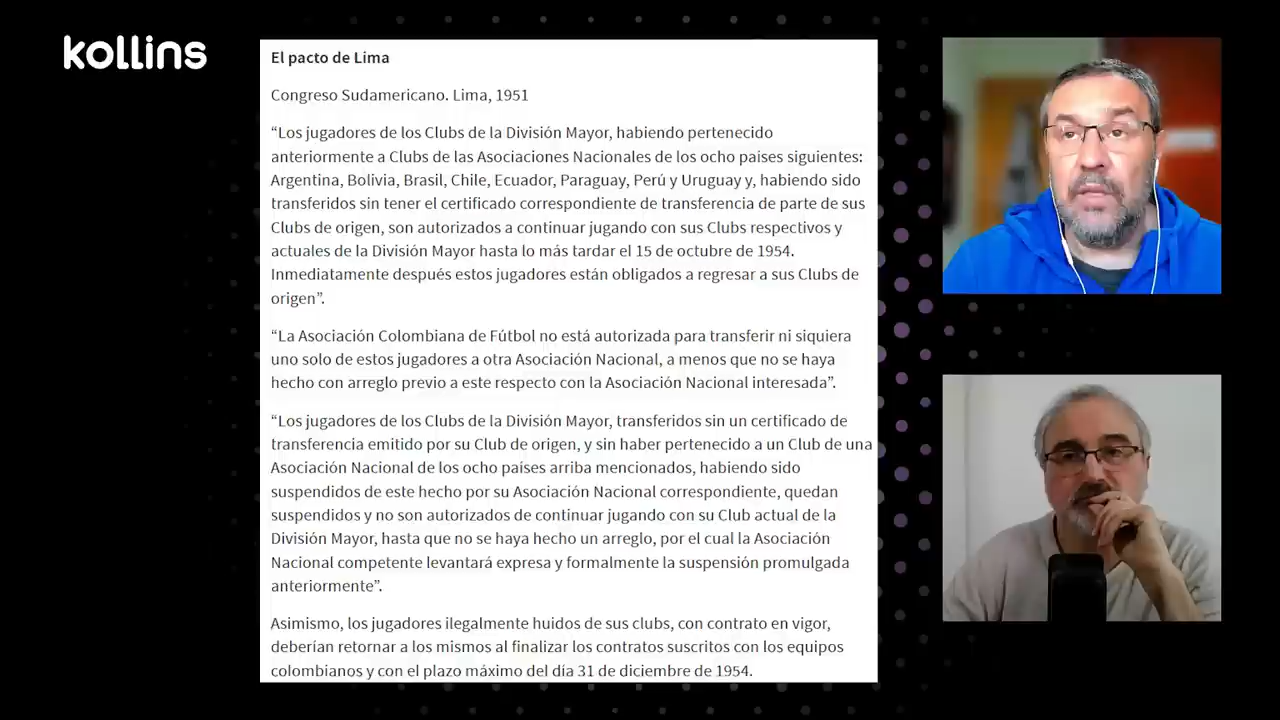 kollins
El pacto de Lima
Congreso Sudamericano. Lima, 1951
“Los jugadores de los Clubs de la División Mayor, habiendo pertenecido
anteriormente a Clubs de las Asociaciones Nacionales de los ocho países siguientes:
Argentina, Bolivia, Brasil, Chile, Ecuador, Paraguay, Perú y Uruguay y, habiendo sido
transferidos sin tener el certificado correspondiente de transferencia de parte de sus
Clubs de origen, son autorizados a continuar jugando con sus Clubs respectivos y
actuales de la División Mayor hasta lo más tardar el 15 de octubre de 1954.
Inmediatamente después estos jugadores están obligados a regresar a sus Clubs de
origen”.
“La Asociación Colombiana de Fútbol no está autorizada para transferir ni siquiera
uno solo de estos jugadores a otra Asociación Nacional, a menos que no se haya
hecho con arreglo previo a este respecto con la Asociación Nacional interesada”.
“Los jugadores de los Clubs de la División Mayor, transferidos sin un certificado de
transferencia emitido por su Club de origen, y sin haber pertenecido a un Club de una
Asociación Nacional de los ocho países arriba mencionados, habiendo sido
suspendidos de este hecho por su Asociación Nacional correspondiente, quedan
suspendidos y no son autorizados de continuar jugando con su Club actual de la
División Mayor, hasta que no se haya hecho un arreglo, por el cual la Asociación
Nacional competente levantará expresa y formalmente la suspensión promulgada
anteriormente”.
Asimismo, los jugadores ilegalmente huidos de sus clubs, con contrato en vigor,
deberían retornar a los mismos al finalizar los contratos suscritos con los equipos
colombianos y con el plazo máximo del día 31 de diciembre de 1954.